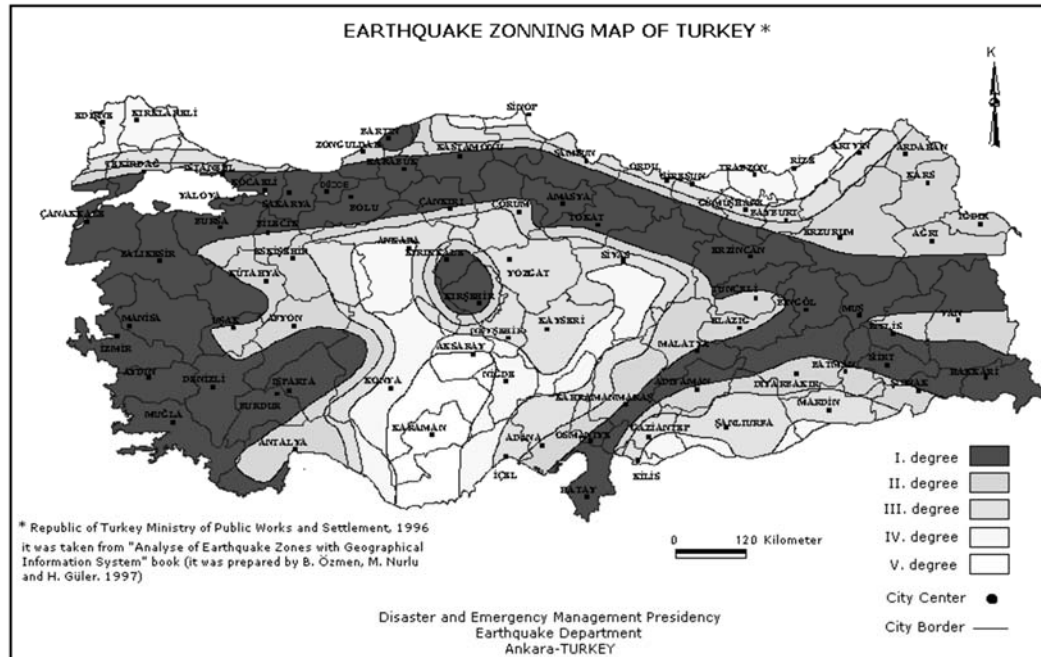 EARTHQUAKE ZONNING MAP OF TURKEY *
K
SİNOP
EDİRNE
KIRKLARELİ
BARTIN
ZONGULDAK
KASTAMONU
KARABÜK
SAMSUN
ORDU
GİRESUN
TRABZON
RİZE
ARTVİN
ARDAHAN
KARS
TEKİRDAĞ
İSTANBUL
KOCAELİ
YALOVA
SAKARYA
DÜZCE
BOLU
ÇANKIRI
ÇORUM
AMASYA
TOKAT
GÜMÜŞHANE
BAYBURT
ERZURUM
IĞDIR
AĞRI
ÇANAKKALE
BURSA
BİLECİK
ANKARA
KIRIKKALE
ESKİŞEHİR
BALIKESİR
KÜTAHYA
YOZGAT
SİVAS
ERZİNCAN
TUNCELİ
BİNGÖL
MUŞ
KIRŞEHİR
MANİSA
UŞAK
AFYON
NEVŞEHİR
KAYSERİ
ELAZIĞ
BİTLİS
VAN
İZMİR
AKSARAY
MALATYA
AYDIN
DENİZLİ
ISPARTA
BURDUR
KONYA
NİĞDE
KAHRAMANMARAŞ
ADIYAMAN
DİYARBAKIR
BATMAN
SİİRT
ŞIRNAK
HAKKARİ
MUĞLA
ANTALYA
KARAMAN
ADANA
OSMANİYE
GAZİANTEP
ŞANLIURFA
MARDİN
İÇEL
KİLİS
HATAY
I. degree
II. degree
III. degree
IV. degree
V. degree
City Center
City Border
* Republic of Turkey Ministry of Public Works and Settlement, 1996
it was taken from "Analyse of Earthquake Zones with Geographical
Information System" book (it was prepared by B. Özmen, M. Nurlu
and H. Güler. 1997)
0 120 Kilometer
Disaster and Emergency Management Presidency
Earthquake Department
Ankara-TURKEY